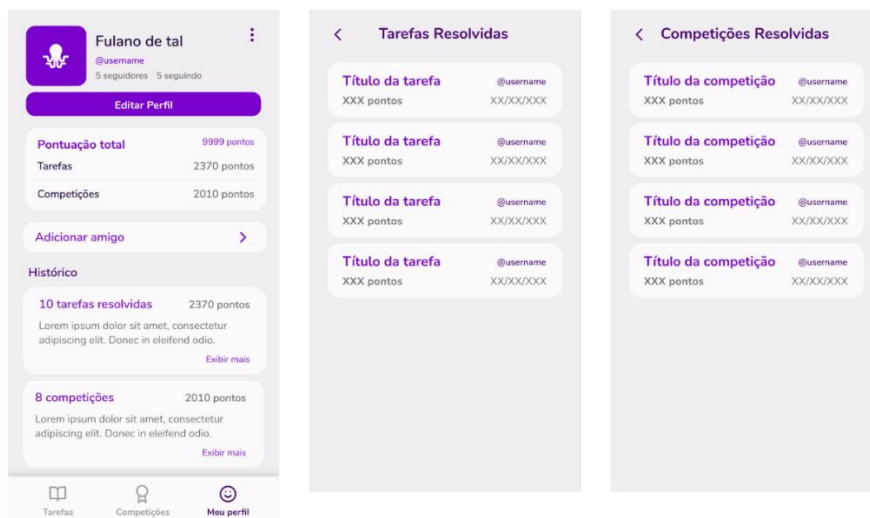 Fulano de tal
@username
5 seguidores 5 seguindo
Editar Perfil
Pontuação total 9999 pontos
Tarefas 2370 pontos
Competições 2010 pontos
Adicionar amigo
Histórico
10 tarefas resolvidas 2370 pontos
Lorem ipsum dolor sit amet, consectetur
adipiscing elit. Donec in eleifend odio.
Exibir mais
8 competições 2010 pontos
Lorem ipsum dolor sit amet, consectetur
adipiscing elit. Donec in eleifend odio.
Exibir mais
Tarefas Competições Meu perfil
Tarefas Resolvidas
Título da tarefa @username
XXX pontos XX/XX/XXX
Título da tarefa @username
XXX pontos XX/XX/XXX
Título da tarefa @username
XXX pontos XX/XX/XXX
Título da tarefa @username
XXX pontos XX/XX/XXX
Competições Resolvidas
Título da competição @username
XXX pontos XX/XX/XXX
Título da competição @username
XXX pontos XX/XX/XXX
Título da competição @username
XXX pontos XX/XX/XXX
Título da competição @username
XXX pontos XX/XX/XXX